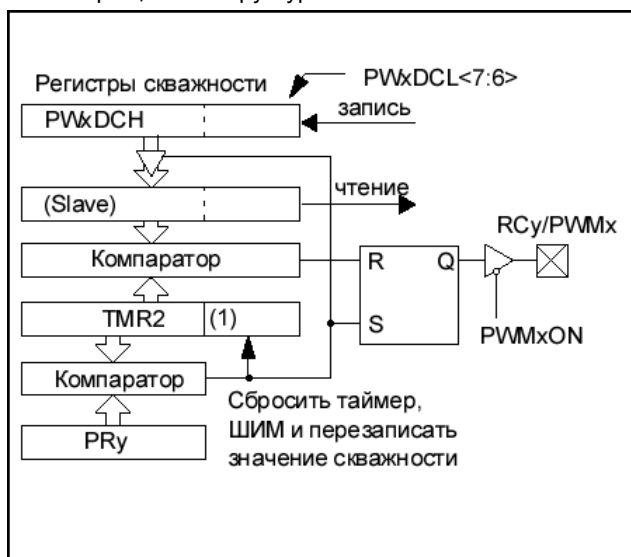 Регистры скважности
PWxDCL<7:6>
PWxDCH
запись
(Slave)
чтение
RCy/PWMx
Компаратор
R
Q
TMR2
(1)
S
PWMxON
Компаратор
Сбросить таймер,
ШИМ и перезаписать
значение скважности
PRy